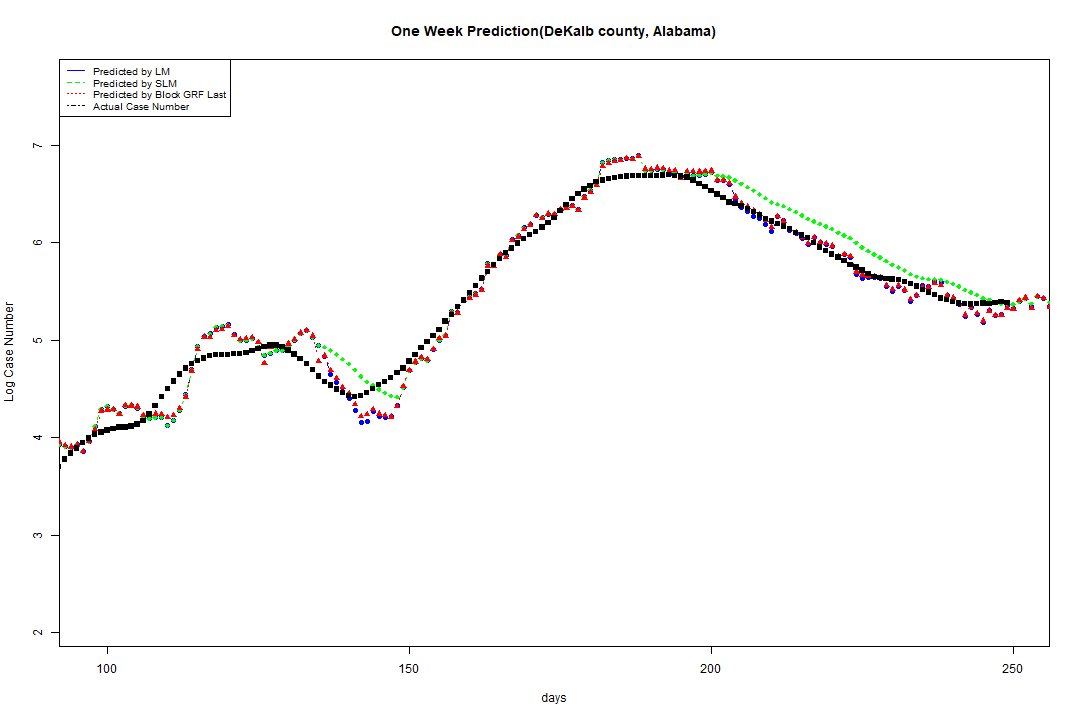 One Week Prediction(DeKalb county, Alabama)
Predicted by LM
Predicted by SLM
Predicted by Block GRF Last
Actual Case Number
Log Case Number
7
6
5
4
3
2
100 150 200 250
days